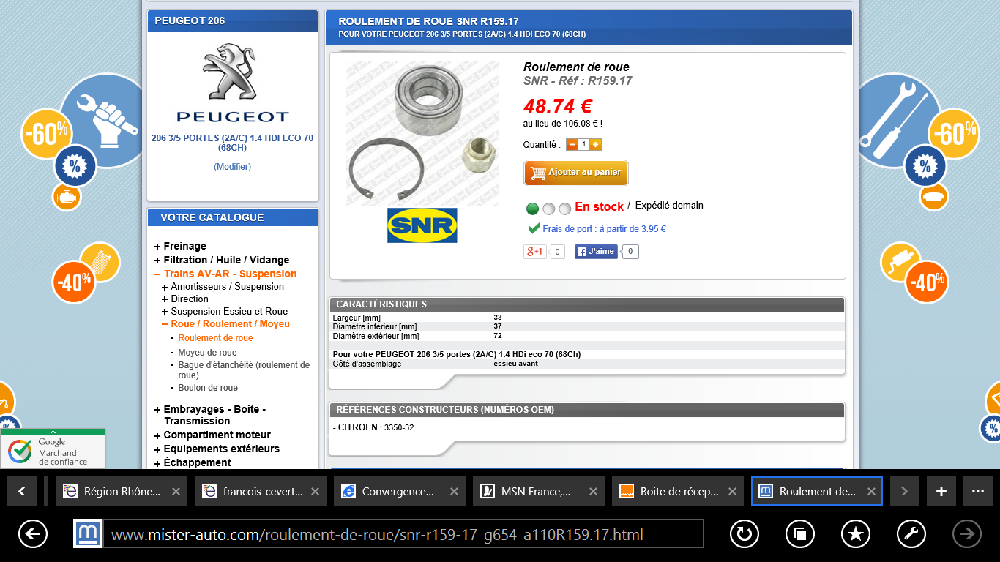 PEUGEOT 206
PEUGEOT
206 3/5 PORTES (2A/C) 1.4 HDI ECO 70
(68CH)
(Modifier)
VOTRE CATALOGUE
+ Freinage
+ Filtration / Huile / Vidange
– Trains AV-AR - Suspension
+ Amortisseurs / Suspension
+ Direction
+ Suspension Essieu et Roue
– Roue / Roulement / Moyeu
· Roulement de roue
· Moyeu de roue
· Bague d'étanchéité (roulement de
roue)
· Boulon de roue
+ Embrayages - Boite -
Transmission
+ Compartiment moteur
+ Equipements extérieurs
+ Échappement
ROULEMENT DE ROUE SNR R159.17
POUR VOTRE PEUGEOT 206 3/5 PORTES (2A/C) 1.4 HDI ECO 70 (68CH)
SNR
Roulement de roue
SNR - Réf : R159.17
48.74 €
au lieu de 106.08 € !
Quantité : – 1 +
Ajouter au panier
En stock / Expédié demain
Frais de port : à partir de 3.95 €
g+1 0 J'aime 0
CARACTÉRISTIQUES
Largeur [mm] 33
Diamètre intérieur [mm] 37
Diamètre extérieur [mm] 72
Pour votre PEUGEOT 206 3/5 portes (2A/C) 1.4 HDi eco 70 (68Ch)
Côté d'assemblage essieu avant
RÉFÉRENCES CONSTRUCTEURS (NUMÉROS OEM)
- CITROEN : 3350-32
-60%
%
-40%
-60%
%
-40%
%
%
Google
Marchand
de confiance
Région Rhône...
francois-cevert...
Convergence...
MSN France,...
orange
Boite de récep...
m
Roulement de...
m
www.mister-auto.com/roulement-de-roue/snr-r159-17_g654_a110R159.17.html